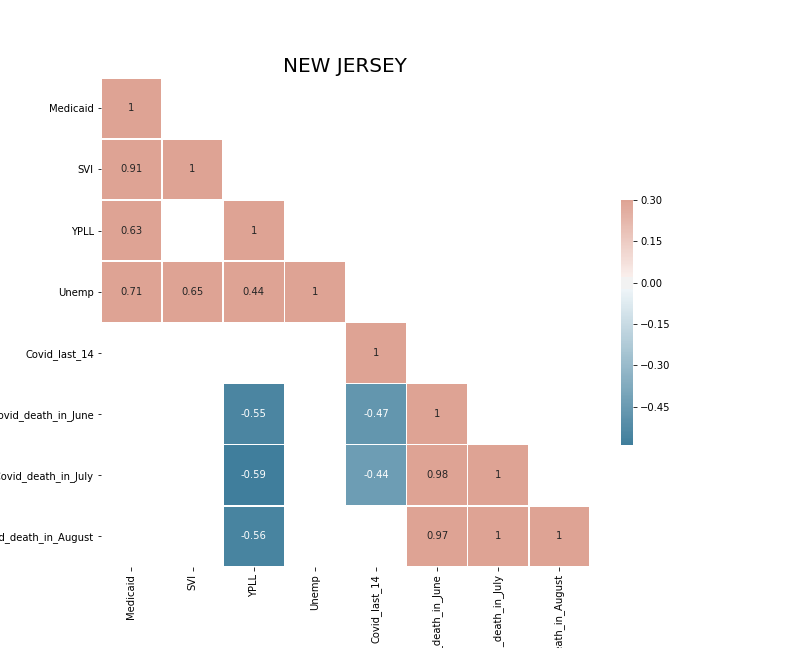 NEW JERSEY
Medicaid
1
SVI
0.91 1
YPLL
0.63 1
Unemp
0.71 0.65 0.44 1
Covid_last_14
1
ovid_death_in_June
-0.55 -0.47 1
ovid_death_in_July
-0.59 -0.44 0.98 1
d_death_in_August
-0.56 0.97 1 1
Medicaid
SVI
YPLL
Unemp
Covid_last_14
_death_in_June
_death_in_July
eath_in_August
0.30
0.15
0.00
−0.15
−0.30
−0.45